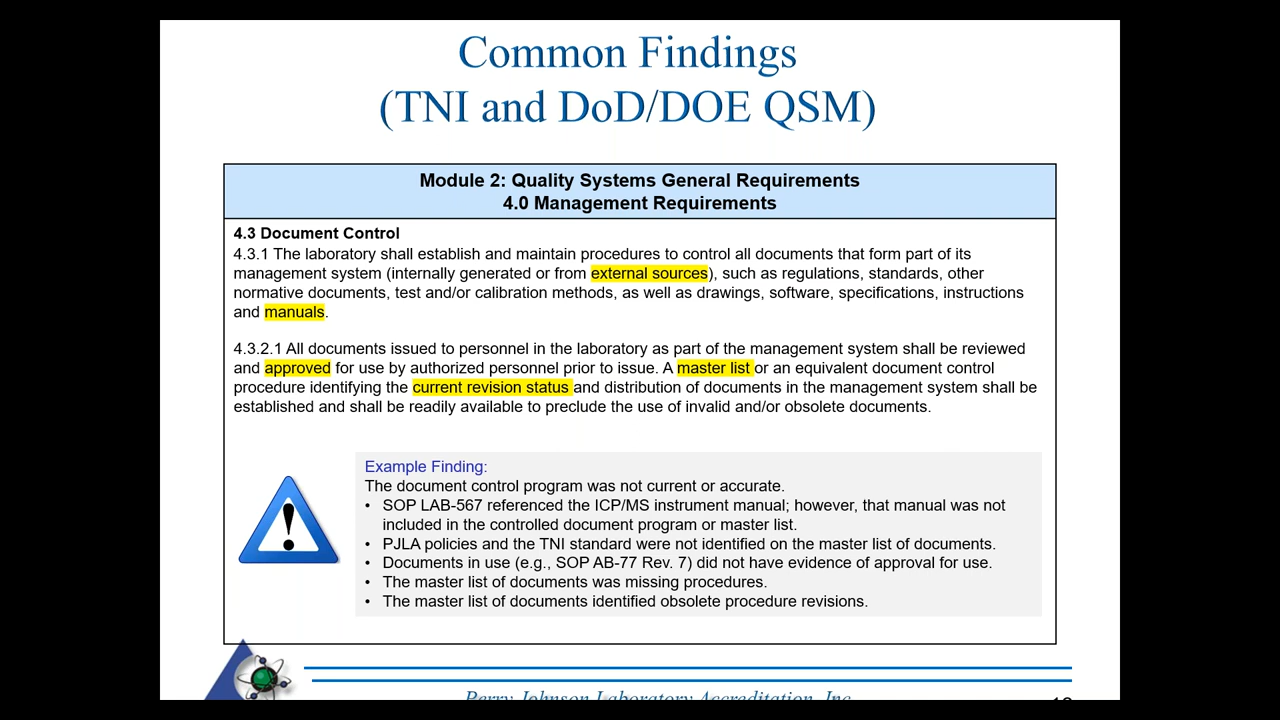 Common Findings
(TNI and DoD/DOE QSM)
Module 2: Quality Systems General Requirements
4.0 Management Requirements
4.3 Document Control
4.3.1 The laboratory shall establish and maintain procedures to control all documents that form part of its
management system (internally generated or from external sources), such as regulations, standards, other
normative documents, test and/or calibration methods, as well as drawings, software, specifications, instructions
and manuals.
4.3.2.1 All documents issued to personnel in the laboratory as part of the management system shall be reviewed
and approved for use by authorized personnel prior to issue. A master list or an equivalent document control
procedure identifying the current revision status and distribution of documents in the management system shall be
established and shall be readily available to preclude the use of invalid and/or obsolete documents.
Example Finding:
The document control program was not current or accurate.
• SOP LAB-567 referenced the ICP/MS instrument manual; however, that manual was not
included in the controlled document program or master list.
• PJLA policies and the TNI standard were not identified on the master list of documents.
• Documents in use (e.g., SOP AB-77 Rev. 7) did not have evidence of approval for use.
• The master list of documents was missing procedures.
• The master list of documents identified obsolete procedure revisions.
Perry Johnson Laboratory Accreditation, Inc.